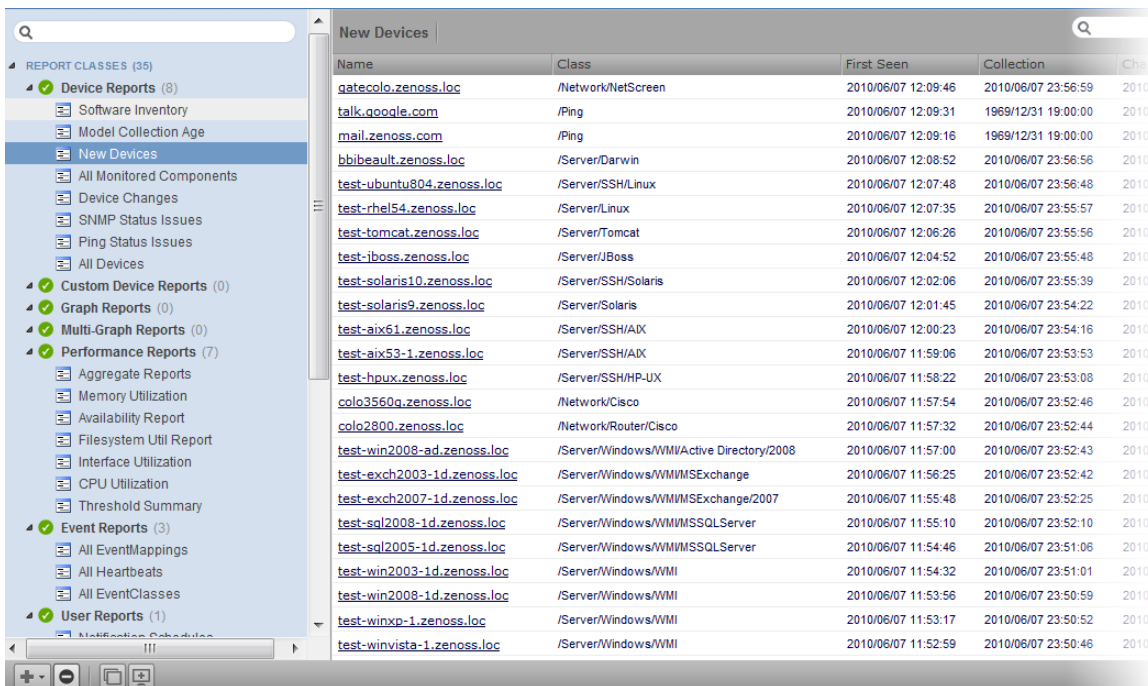 REPORT CLASSES (35)
Device Reports (8)
Software Inventory
Model Collection Age
New Devices
All Monitored Components
Device Changes
SNMP Status Issues
Ping Status Issues
All Devices
Custom Device Reports (0)
Graph Reports (0)
Multi-Graph Reports (0)
Performance Reports (7)
Aggregate Reports
Memory Utilization
Availability Report
Filesystem Util Report
Interface Utilization
CPU Utilization
Threshold Summary
Event Reports (3)
All EventMappings
All Heartbeats
All EventClasses
User Reports (1)
Notification Schedules
New Devices
Name Class First Seen Collection Cha
gatecolo.zenoss.loc /Network/NetScreen 2010/06/07 12:09:46 2010/06/07 23:56:59 2010
talk.google.com /Ping 2010/06/07 12:09:31 1969/12/31 19:00:00 2010
mail.zenoss.com /Ping 2010/06/07 12:09:16 1969/12/31 19:00:00 2010
bbibeault.zenoss.loc /Server/Darwin 2010/06/07 12:08:52 2010/06/07 23:56:56 2010
test-ubuntu804.zenoss.loc /Server/SSH/Linux 2010/06/07 12:07:48 2010/06/07 23:56:48 2010
test-rhel54.zenoss.loc /Server/Linux 2010/06/07 12:07:35 2010/06/07 23:55:57 2010
test-tomcat.zenoss.loc /Server/Tomcat 2010/06/07 12:06:26 2010/06/07 23:55:56 2010
test-jboss.zenoss.loc /Server/JBoss 2010/06/07 12:04:52 2010/06/07 23:55:48 2010
test-solaris10.zenoss.loc /Server/SSH/Solaris 2010/06/07 12:02:06 2010/06/07 23:55:39 2010
test-solaris9.zenoss.loc /Server/Solaris 2010/06/07 12:01:45 2010/06/07 23:54:22 2010
test-aix61.zenoss.loc /Server/SSH/AIX 2010/06/07 12:00:23 2010/06/07 23:54:16 2010
test-aix53-1.zenoss.loc /Server/SSH/AIX 2010/06/07 11:59:06 2010/06/07 23:53:53 2010
test-hpux.zenoss.loc /Server/SSH/HP-UX 2010/06/07 11:58:22 2010/06/07 23:53:08 2010
colo3560g.zenoss.loc /Network/Cisco 2010/06/07 11:57:54 2010/06/07 23:52:46 2010
colo2800.zenoss.loc /Network/Router/Cisco 2010/06/07 11:57:32 2010/06/07 23:52:44 2010
test-win2008-ad.zenoss.loc /Server/Windows/WMI/Active Directory/2008 2010/06/07 11:57:00 2010/06/07 23:52:43 2010
test-exch2003-1d.zenoss.loc /Server/Windows/WMI/MSExchange 2010/06/07 11:56:25 2010/06/07 23:52:42 2010
test-exch2007-1d.zenoss.loc /Server/Windows/WMI/MSExchange/2007 2010/06/07 11:55:48 2010/06/07 23:52:25 2010
test-sql2008-1d.zenoss.loc /Server/Windows/WMI/MSSQLServer 2010/06/07 11:55:10 2010/06/07 23:52:10 2010
test-sql2005-1d.zenoss.loc /Server/Windows/WMI/MSSQLServer 2010/06/07 11:54:46 2010/06/07 23:51:06 2010
test-win2003-1d.zenoss.loc /Server/Windows/WMI 2010/06/07 11:54:32 2010/06/07 23:51:01 2010
test-win2008-1d.zenoss.loc /Server/Windows/WMI 2010/06/07 11:53:56 2010/06/07 23:50:59 2010
test-winxp-1.zenoss.loc /Server/Windows/WMI 2010/06/07 11:53:17 2010/06/07 23:50:52 2010
test-winvista-1.zenoss.loc /Server/Windows/WMI 2010/06/07 11:52:59 2010/06/07 23:50:46 2010